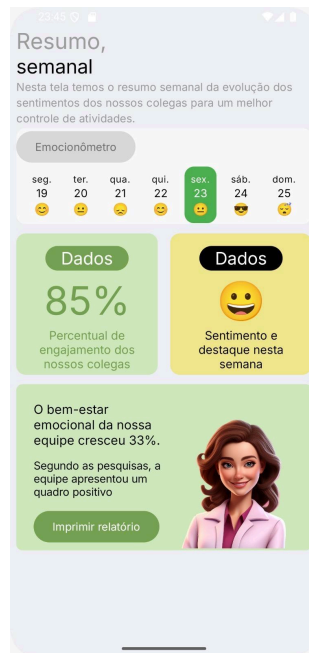 23:45
Resumo,
semanal
Nesta tela temos o resumo semanal da evolução dos
sentimentos dos nossos colegas para um melhor
controle de atividades.
Emocionômetro
seg. ter. qua. qui. sex. sáb. dom.
19 20 21 22 23 24 25
Dados
85%
Percentual de
engajamento dos
nossos colegas
Dados
Sentimento e
destaque nesta
semana
O bem-estar
emocional da nossa
equipe cresceu 33%.
Segundo as pesquisas, a
equipe apresentou um
quadro positivo
Imprimir relatório